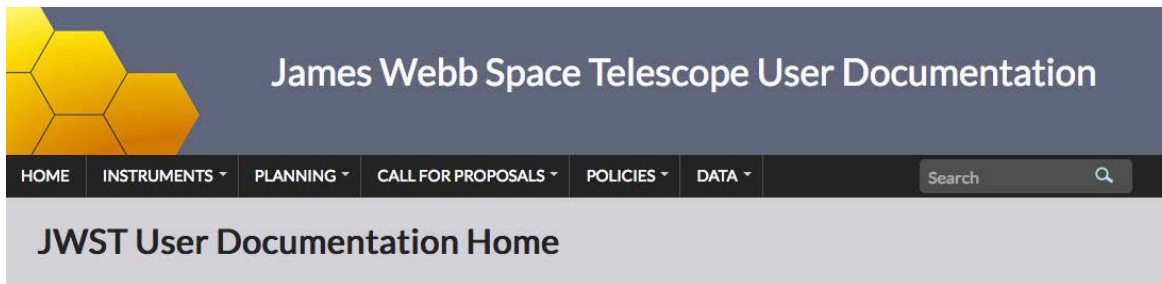 James Webb Space Telescope User Documentation
HOME INSTRUMENTS PLANNING CALL FOR PROPOSALS POLICIES DATA Search
JWST User Documentation Home